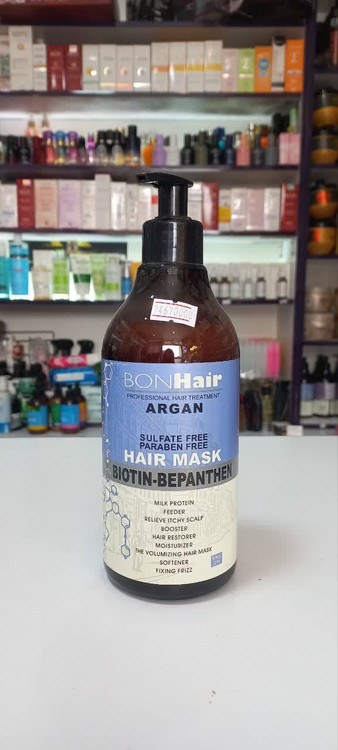 BONHair
PROFESSIONAL HAIR TREATMENT
ARGAN
SULFATE FREE
PARABEN FREE
HAIR MASK
BIOTIN-BEPANTHEN
MILK PROTEIN
FEEDER
RELIEVE ITCHY SCALP
BOOSTER
HAIR RESTORER
MOISTURIZER
THE VOLUMIZING HAIR MASK
SOFTENER
FIXING FRIZZ